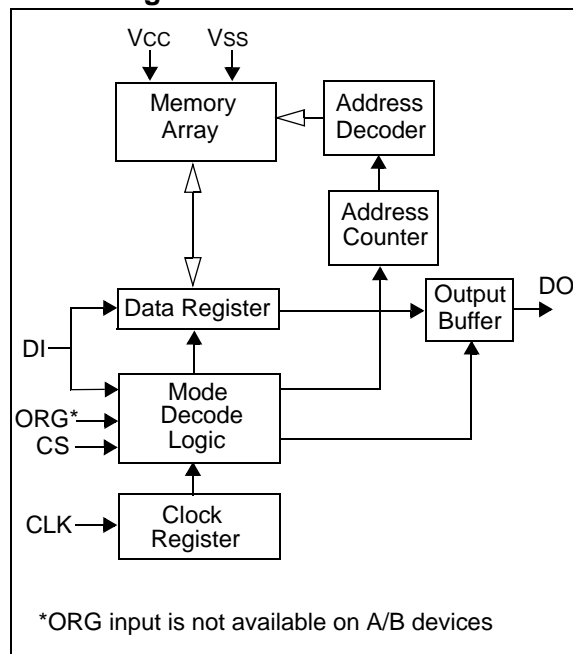 VCC
VSS
Memory
Array
Address
Decoder
Address
Counter
Data Register
Output
Buffer
DO
DI
Mode
Decode
Logic
ORG*
CS
CLK
Clock
Register
*ORG input is not available on A/B devices